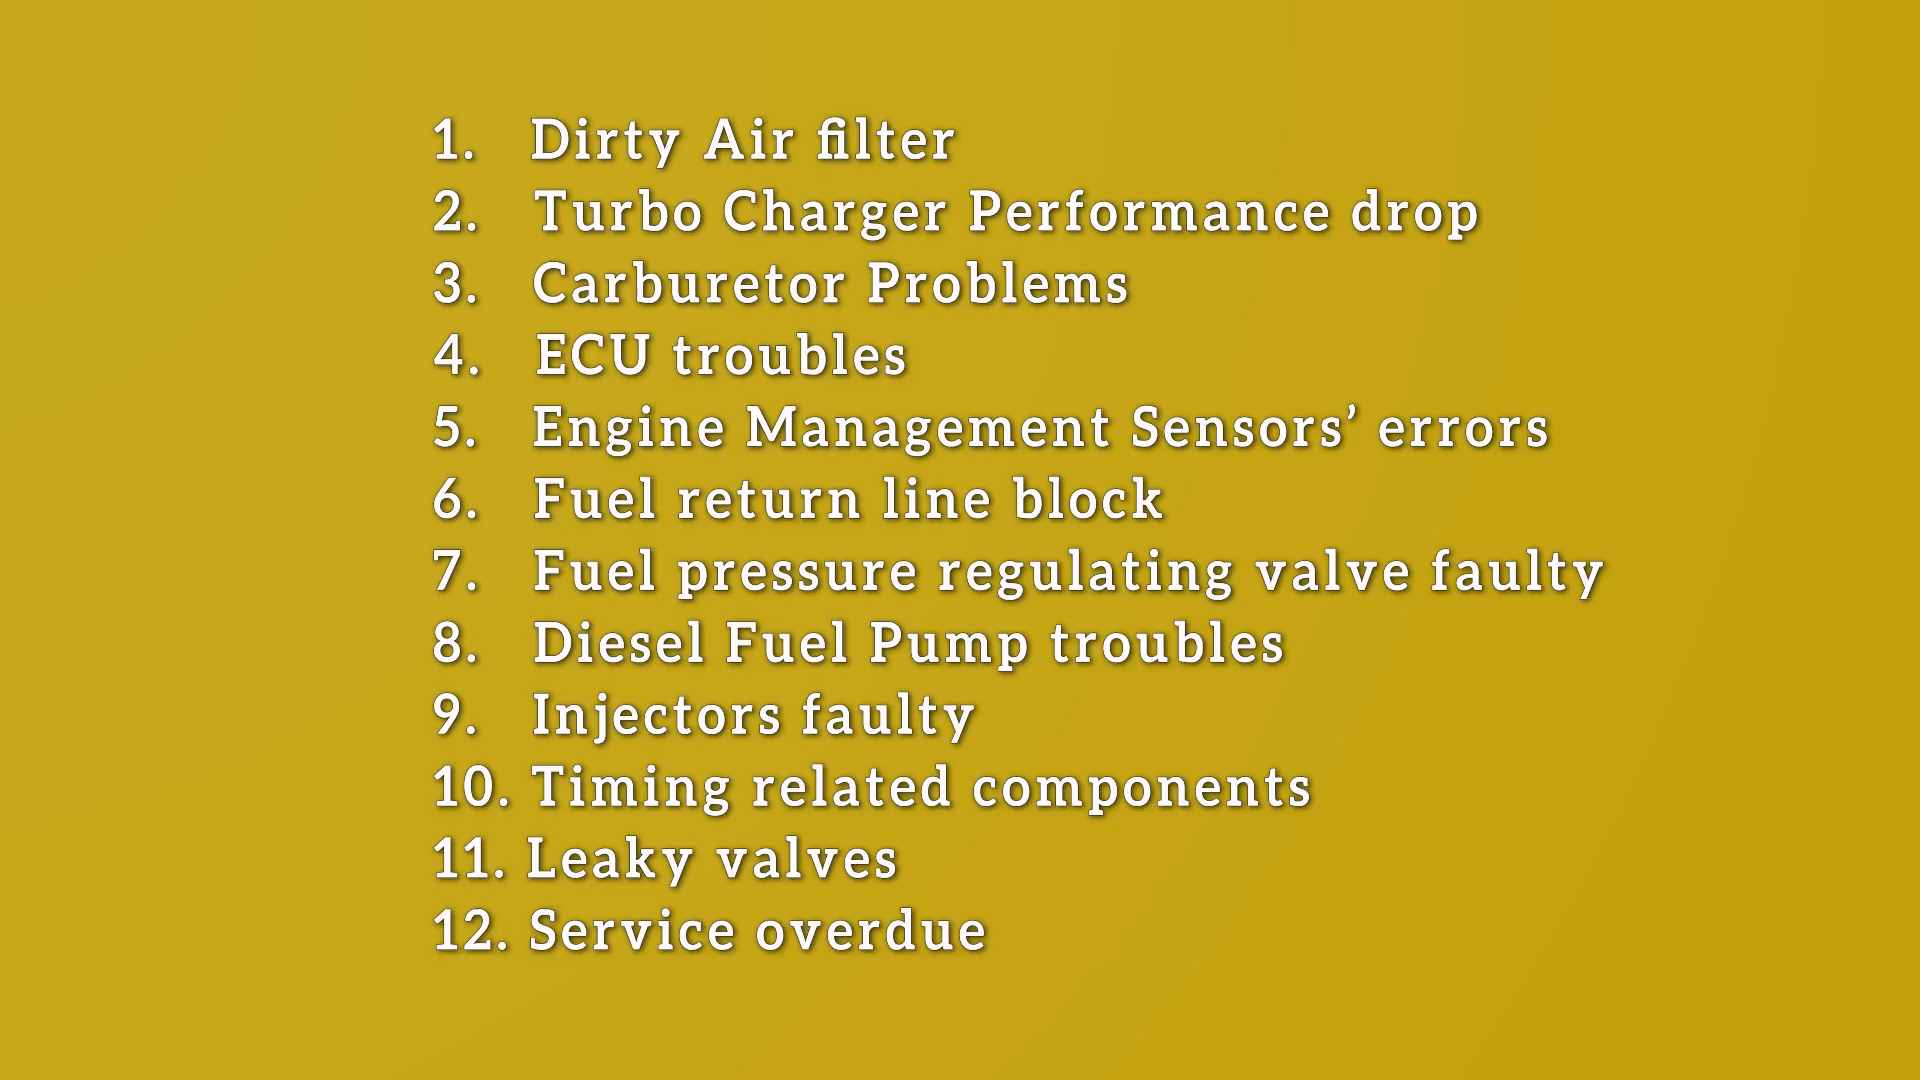 1. Dirty Air filter
2. Turbo Charger Performance drop
3. Carburetor Problems
4. ECU troubles
5. Engine Management Sensors’ errors
6. Fuel return line block
7. Fuel pressure regulating valve faulty
8. Diesel Fuel Pump troubles
9. Injectors faulty
10. Timing related components
11. Leaky valves
12. Service overdue